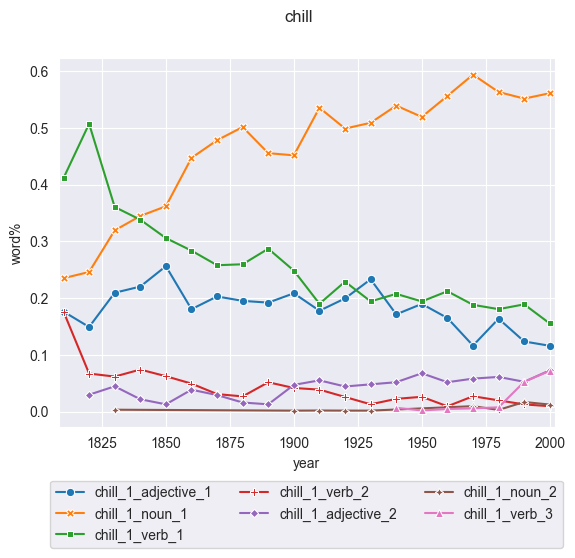 chill
0.6
0.5
0.4
0.3
0.2
0.1
0.0
word%
1825 1850 1875 1900 1925 1950 1975 2000
year
chill_1_adjective_1 chill_1_verb_2 chill_1_noun_2
chill_1_noun_1 chill_1_adjective_2 chill_1_verb_3
chill_1_verb_1